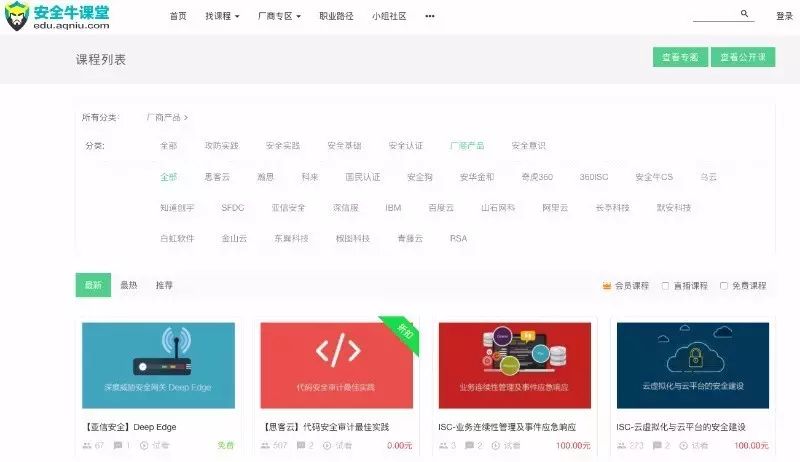 安全牛课堂
edu.aqniu.com
首页 找课程 厂商专区 职业路径 小组社区 ••• 登录
课程列表 查看专题 查看公开课
所有分类: 厂商产品 >
分类: 全部 攻防实践 安全实践 安全基础 安全认证 厂商产品 安全意识
全部 思客云 瀚思 科来 国民认证 安全狗 安华金和 奇虎360 360ISC 安全牛CS 乌云
知道创宇 SFDC 亚信安全 深信服 IBM 百度云 山石网科 阿里云 长亭科技 默安科技
白虹软件 金山云 东巽科技 椒图科技 青藤云 RSA
最新 最热 推荐 会员课程 直播课程 免费课程
深度威胁安全网关 Deep Edge
</> 折扣
代码安全审计最佳实践
业务连续性管理及事件应急响应
云虚拟化与云平台的安全建设
【亚信安全】Deep Edge
67 1 试看 免费
【思客云】代码安全审计最佳实践
507 2 试看 0.00元
ISC-业务连续性管理及事件应急响应
3 2 试看 100.00元
ISC-云虚拟化与云平台的安全建设
223 2 试看 100.00元